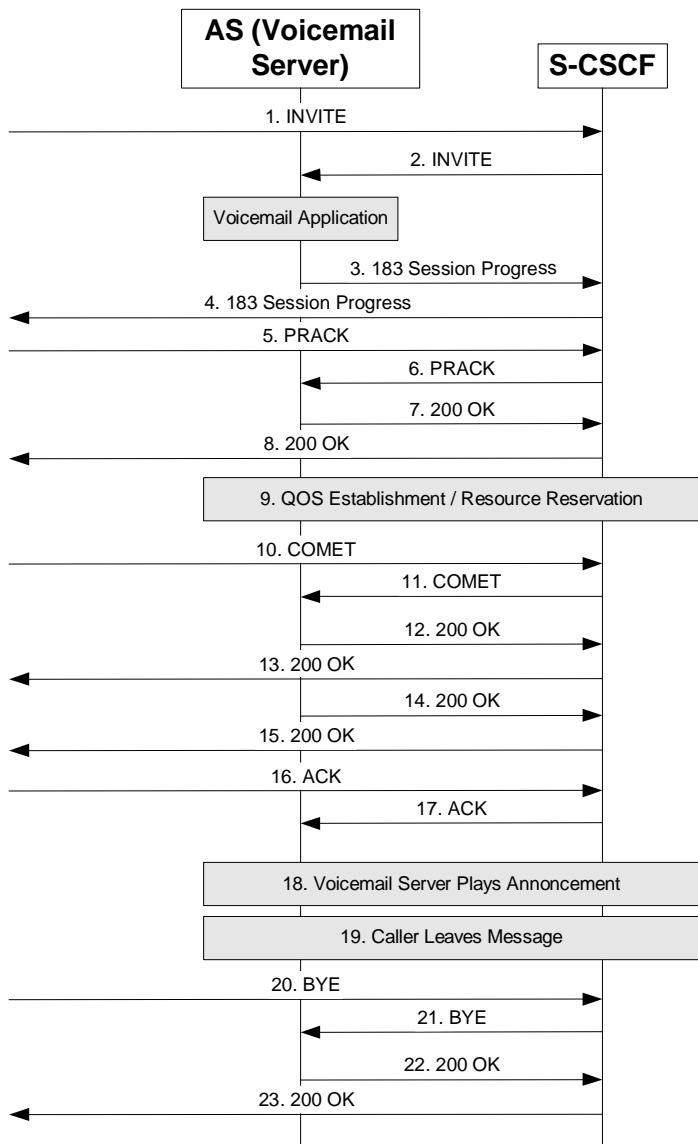 AS (Voicemail
Server)
S-CSCF
1. INVITE
2. INVITE
Voicemail Application
3. 183 Session Progress
4. 183 Session Progress
5. PRACK
6. PRACK
7. 200 OK
8. 200 OK
9. QOS Establishment / Resource Reservation
10. COMET
11. COMET
12. 200 OK
13. 200 OK
14. 200 OK
15. 200 OK
16. ACK
17. ACK
18. Voicemail Server Plays Annoncement
19. Caller Leaves Message
20. BYE
21. BYE
22. 200 OK
23. 200 OK